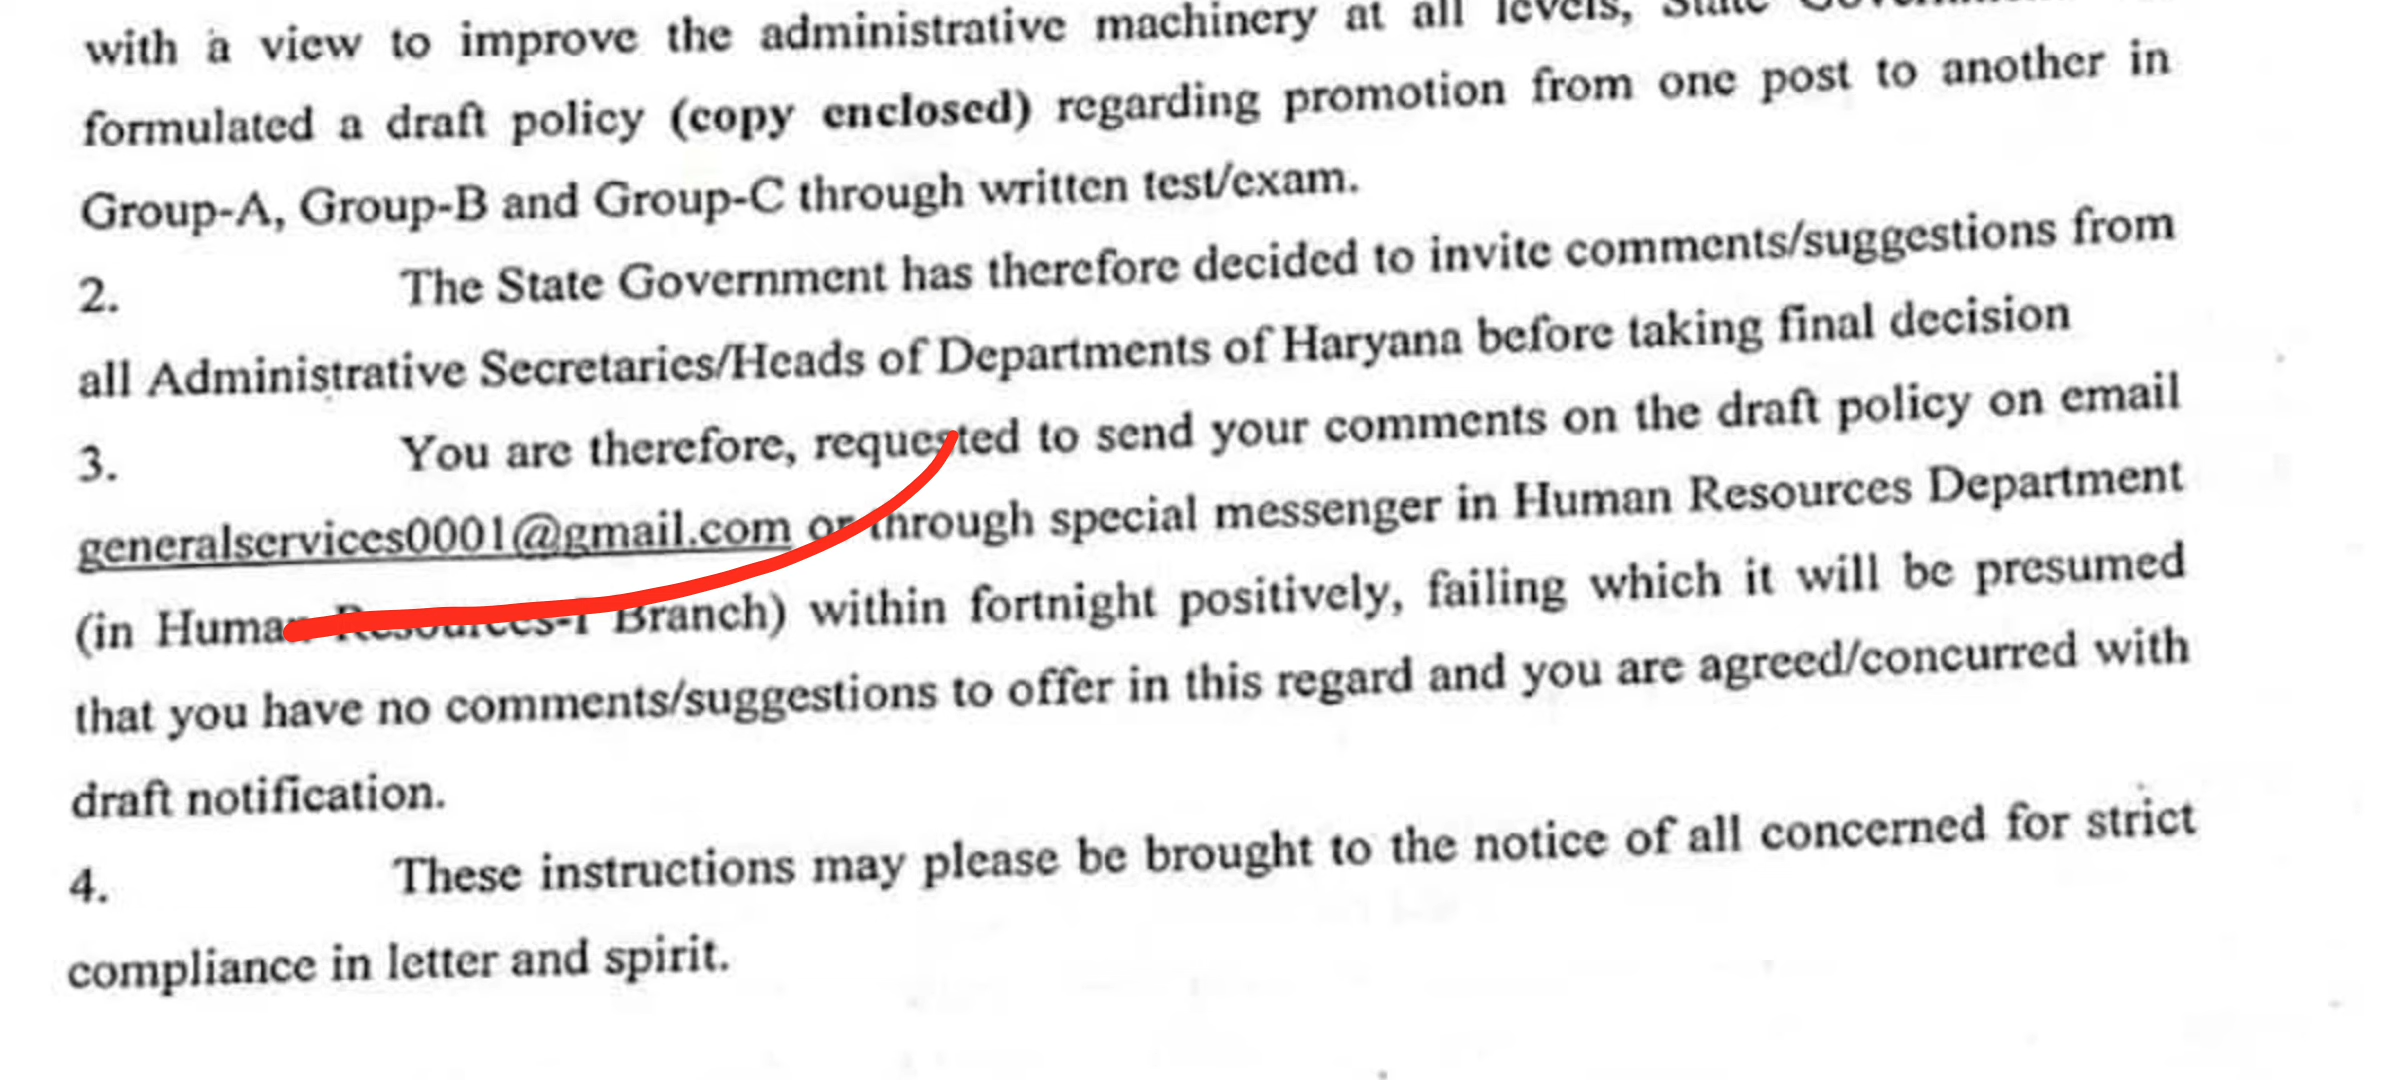 with a view to improve the administrative machinery at all levels, State
formulated a draft policy (copy enclosed) regarding promotion from one post to another in
Group-A, Group-B and Group-C through written test/exam.
2. The State Government has therefore decided to invite comments/suggestions from
all Administrative Secretaries/Heads of Departments of Haryana before taking final decision
3. You are therefore, requested to send your comments on the draft policy on email
generalservices0001@gmail.com or through special messenger in Human Resources Department
(in Human Resources-I Branch) within fortnight positively, failing which it will be presumed
that you have no comments/suggestions to offer in this regard and you are agreed/concurred with
draft notification.
4. These instructions may please be brought to the notice of all concerned for strict
compliance in letter and spirit.